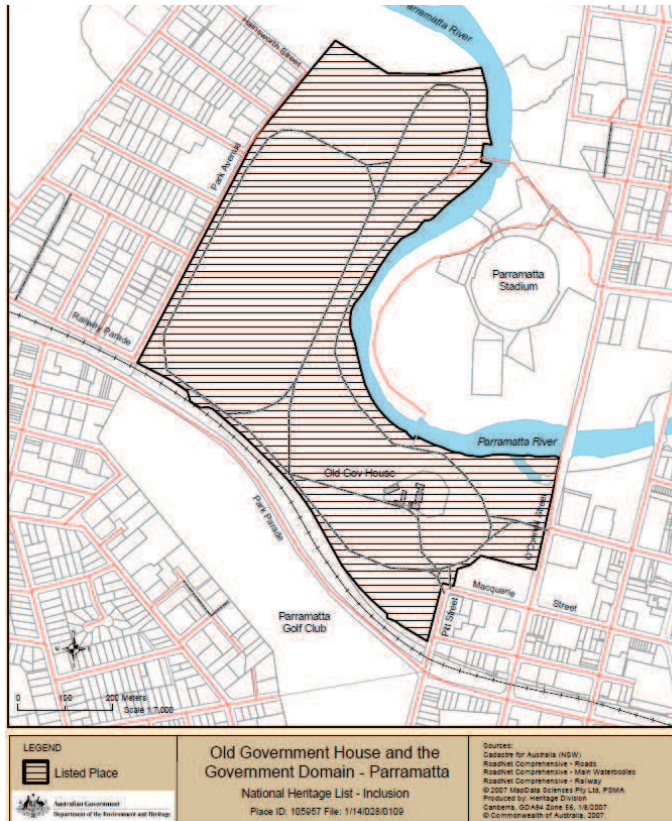 Parramatta River
Hainsworth Street
Park Avenue
Parramatta
Stadium
Railway Parade
Parramatta River
Old Gov House
O'Connell Street
Park Parade
Macquarie
Street
Pitt Street
Parramatta
Golf Club
0 100 200 Meters
Scale 1:7,000
LEGEND
Listed Place
Australian Government
Department of the Environment and Heritage
Old Government House and the
Government Domain - Parramatta
National Heritage List - Inclusion
Place ID: 105957 File: 1/14/028/0109
Sources:
Cadastre for Australia (NSW)
RoadNet Comprehensive - Roads
RoadNet Comprehensive - Main Waterbodies
RoadNet Comprehensive - Railway
© 2007 MapData Sciences Pty Ltd, PSMA
Produced by: Heritage Division
Canberra, GDA94 Zone 56, 1/8/2007
© Commonwealth of Australia, 2007.